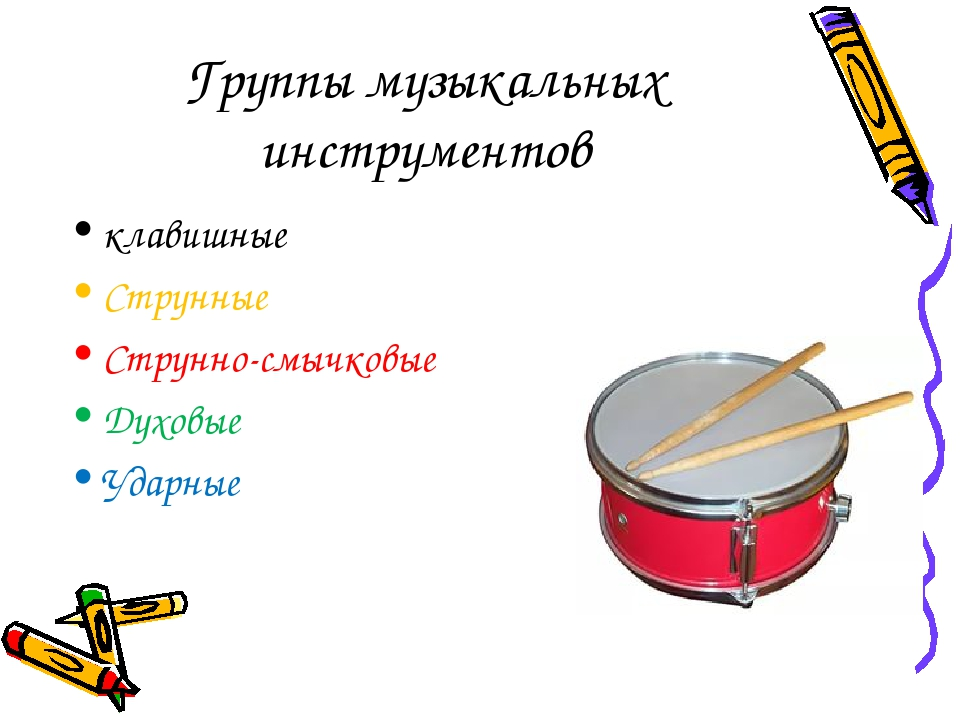 Группы музыкальных
инструментов
• клавишные
• Струнные
• Струнно-смычковые
• Духовые
• Ударные